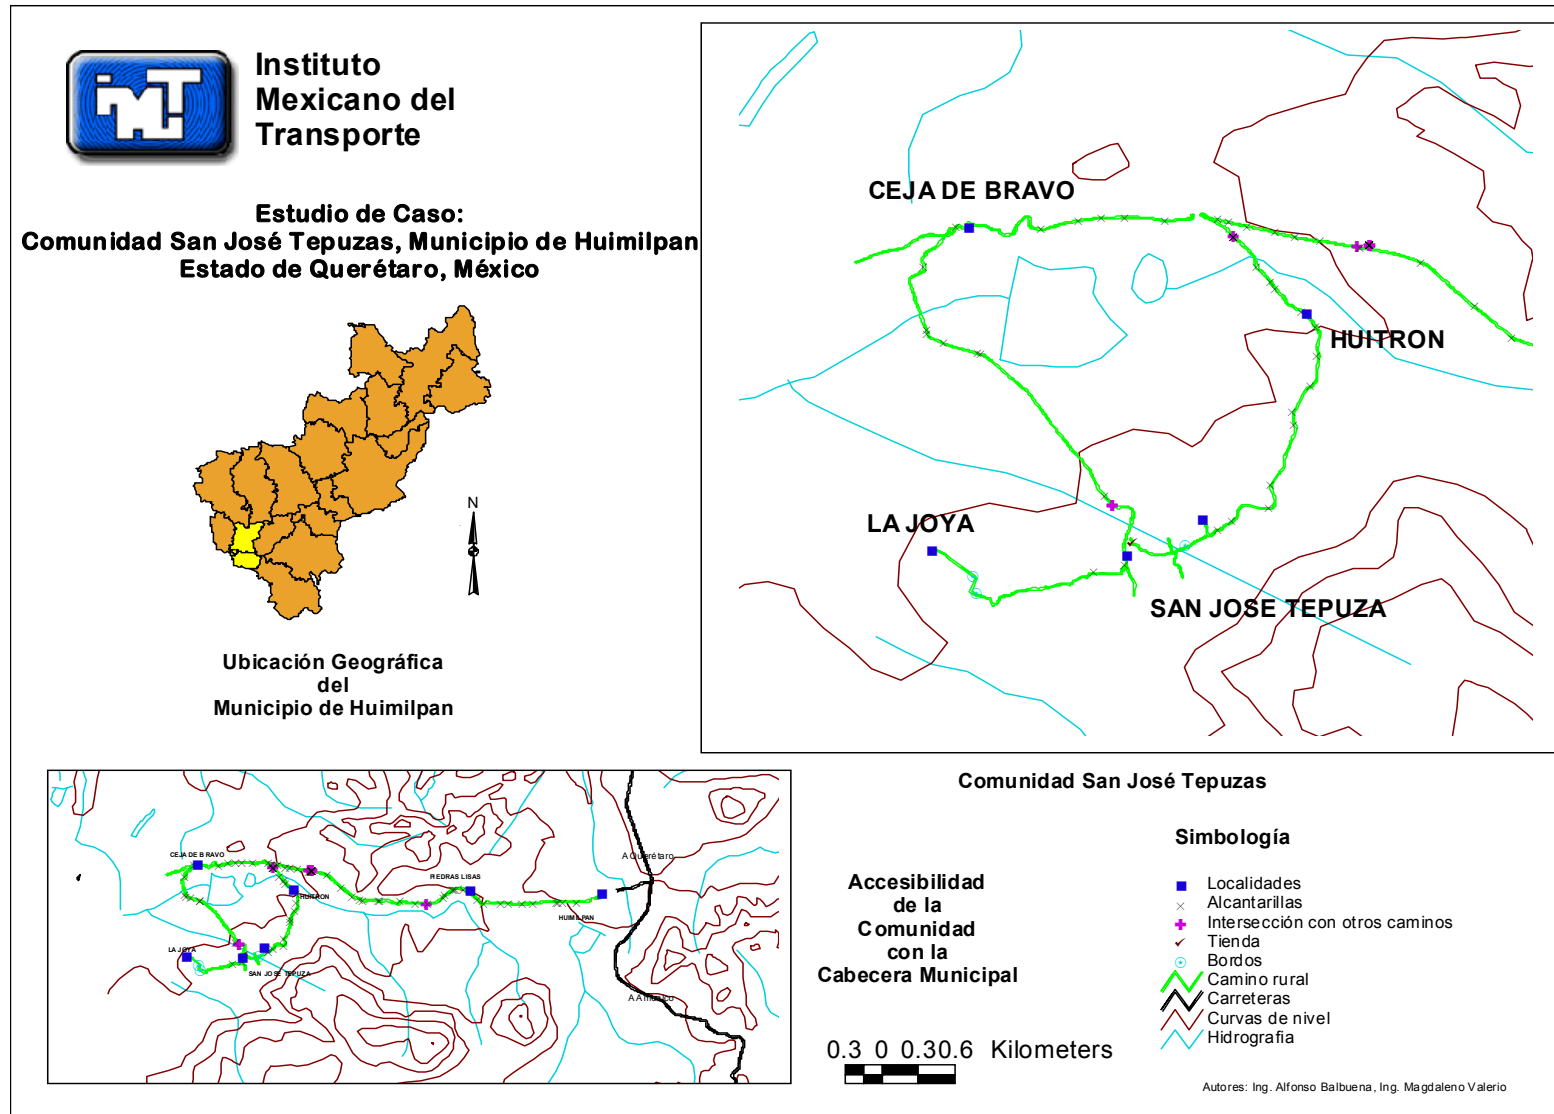 imt
Instituto
Mexicano del
Transporte
Estudio de Caso:
Comunidad San José Tepuzas, Municipio de Huimilpan
Estado de Querétaro, México
N
Ubicación Geográfica
del
Municipio de Huimilpan
CEJA DE BRAVO
HUITRON
LA JOYA
SAN JOSE TEPUZA
CEJA DE BRAVO
HUITRON
PIEDRAS LISAS
HUIMILPAN
LA JOYA
SAN JOSE TEPUZA
A Querétaro
Comunidad San José Tepuzas
Accesibilidad
de la
Comunidad
con la
Cabecera Municipal
Simbología
Localidades
Alcantarillas
Intersección con otros caminos
Tienda
Bordos
Camino rural
Carreteras
Curvas de nivel
Hidrografia
0.3 0 0.30.6 Kilometers
Autores: Ing. Alfonso Balbuena, Ing. Magdaleno Valerio